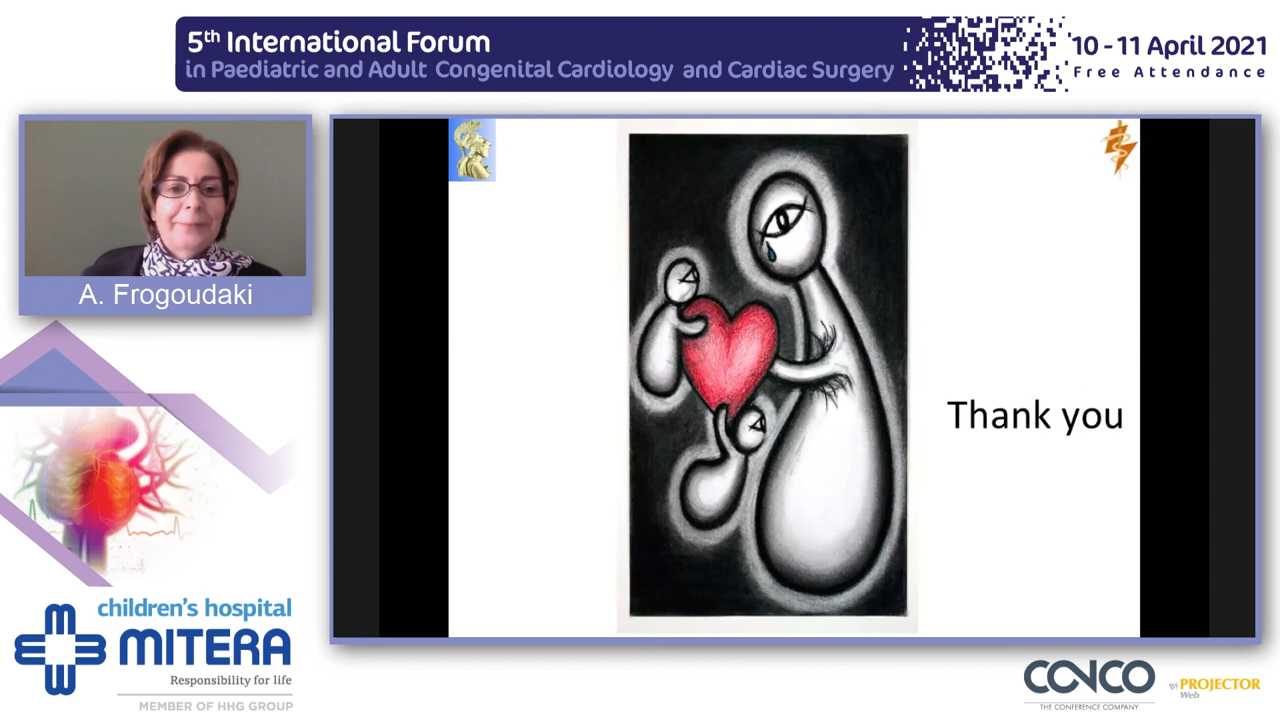 5th International Forum
in Paediatric and Adult Congenital Cardiology and Cardiac Surgery
10 - 11 April 2021
Free Attendance
A. Frogoudaki
Thank you
children's hospital
MITERA
Responsibility for life
MEMBER OF HHG GROUP
CONCO
THE CONFERENCE COMPANY
PROJECTOR
Web